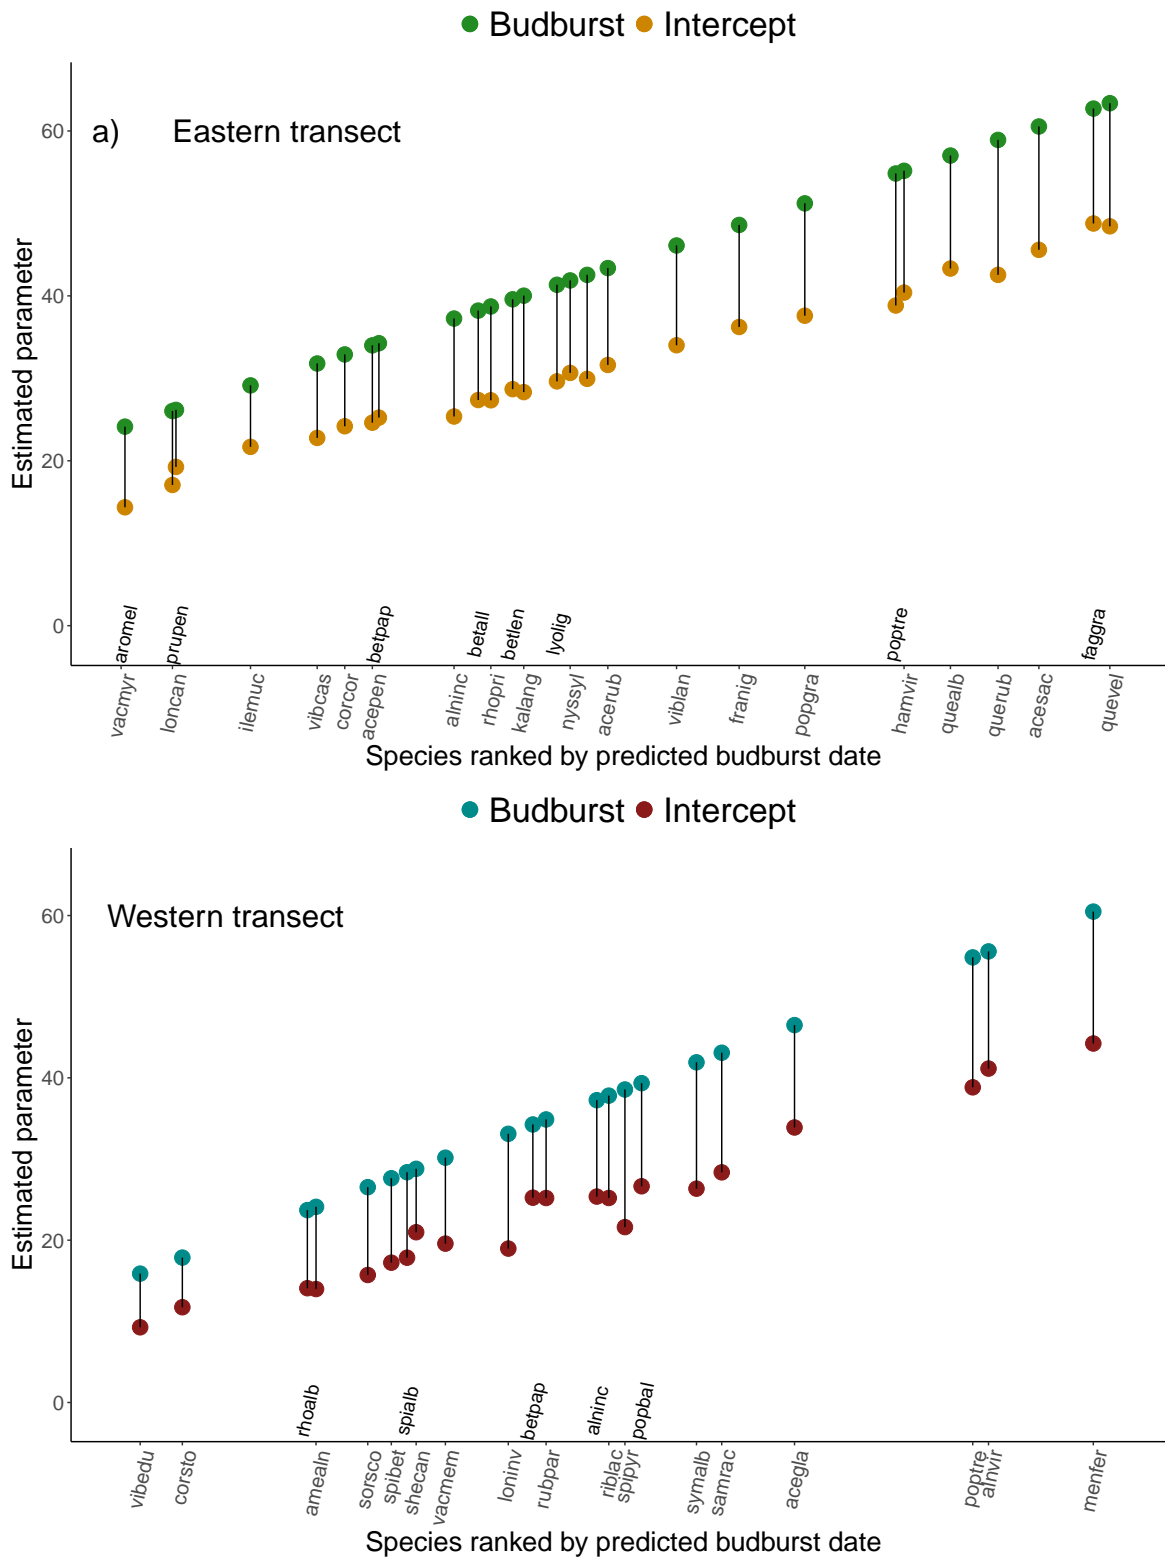 Budburst Intercept
a) Eastern transect
Estimated parameter
60
40
20
0
aromel prupen betpap betall betlen lyolig poptre faggra
vacmyr loncan ilemuc vibcas corcor acepen alninc rhopri kalang nyssyl acerub viblan franig popgra hamvir quealb querub acesac quevel
Species ranked by predicted budburst date
Budburst Intercept
Western transect
Estimated parameter
60
40
20
0
rhoalb spialb betpap alninc popbal
vibedu corsto amealn sorsco spibet shecan vacmem loninv rubpar riblac spipyr symalb samrac acegla poptre alnvir menfer
Species ranked by predicted budburst date